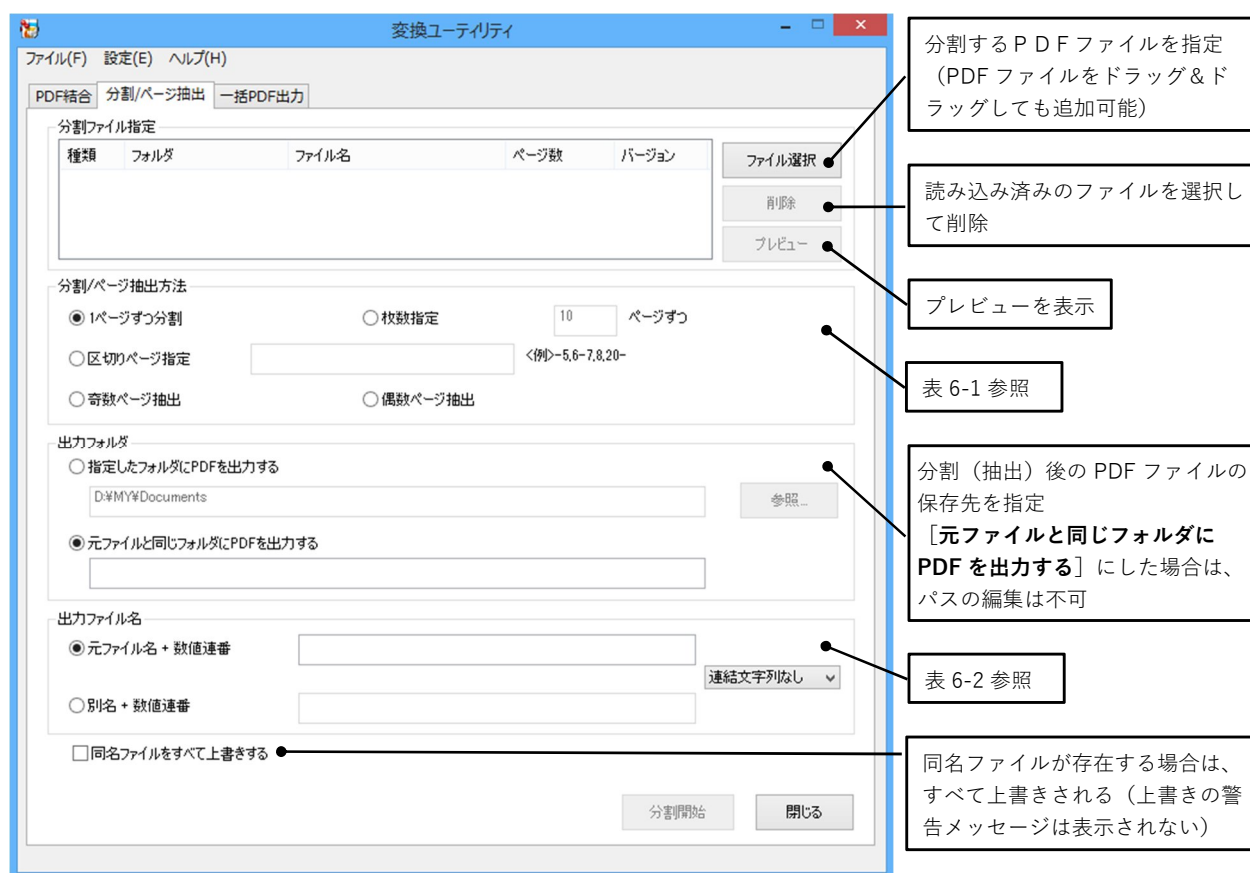 変換ユーティリティ
ファイル(F) 設定(E) ヘルプ(H)
PDF結合 分割/ページ抽出 一括PDF出力
分割ファイル指定
種類 フォルダ ファイル名 ページ数 バージョン
ファイル選択
削除
プレビュー
分割/ページ抽出方法
1ページずつ分割 枚数指定 10 ページずつ
区切りページ指定 <例>-5,6-7,8,20-
奇数ページ抽出 偶数ページ抽出
出力フォルダ
指定したフォルダにPDFを出力する
D:¥MY¥Documents 参照...
元ファイルと同じフォルダにPDFを出力する
出力ファイル名
元ファイル名 + 数値連番
連結文字列なし
別名 + 数値連番
同名ファイルをすべて上書きする
分割開始 閉じる
分割するＰＤＦファイルを指定
（PDF ファイルをドラッグ＆ド
ラッグしても追加可能）
読み込み済みのファイルを選択し
て削除
プレビューを表示
表 6-1 参照
分割（抽出）後の PDF ファイルの
保存先を指定
［元ファイルと同じフォルダに
PDF を出力する］にした場合は、
パスの編集は不可
表 6-2 参照
同名ファイルが存在する場合は、
すべて上書きされる（上書きの警
告メッセージは表示されない）